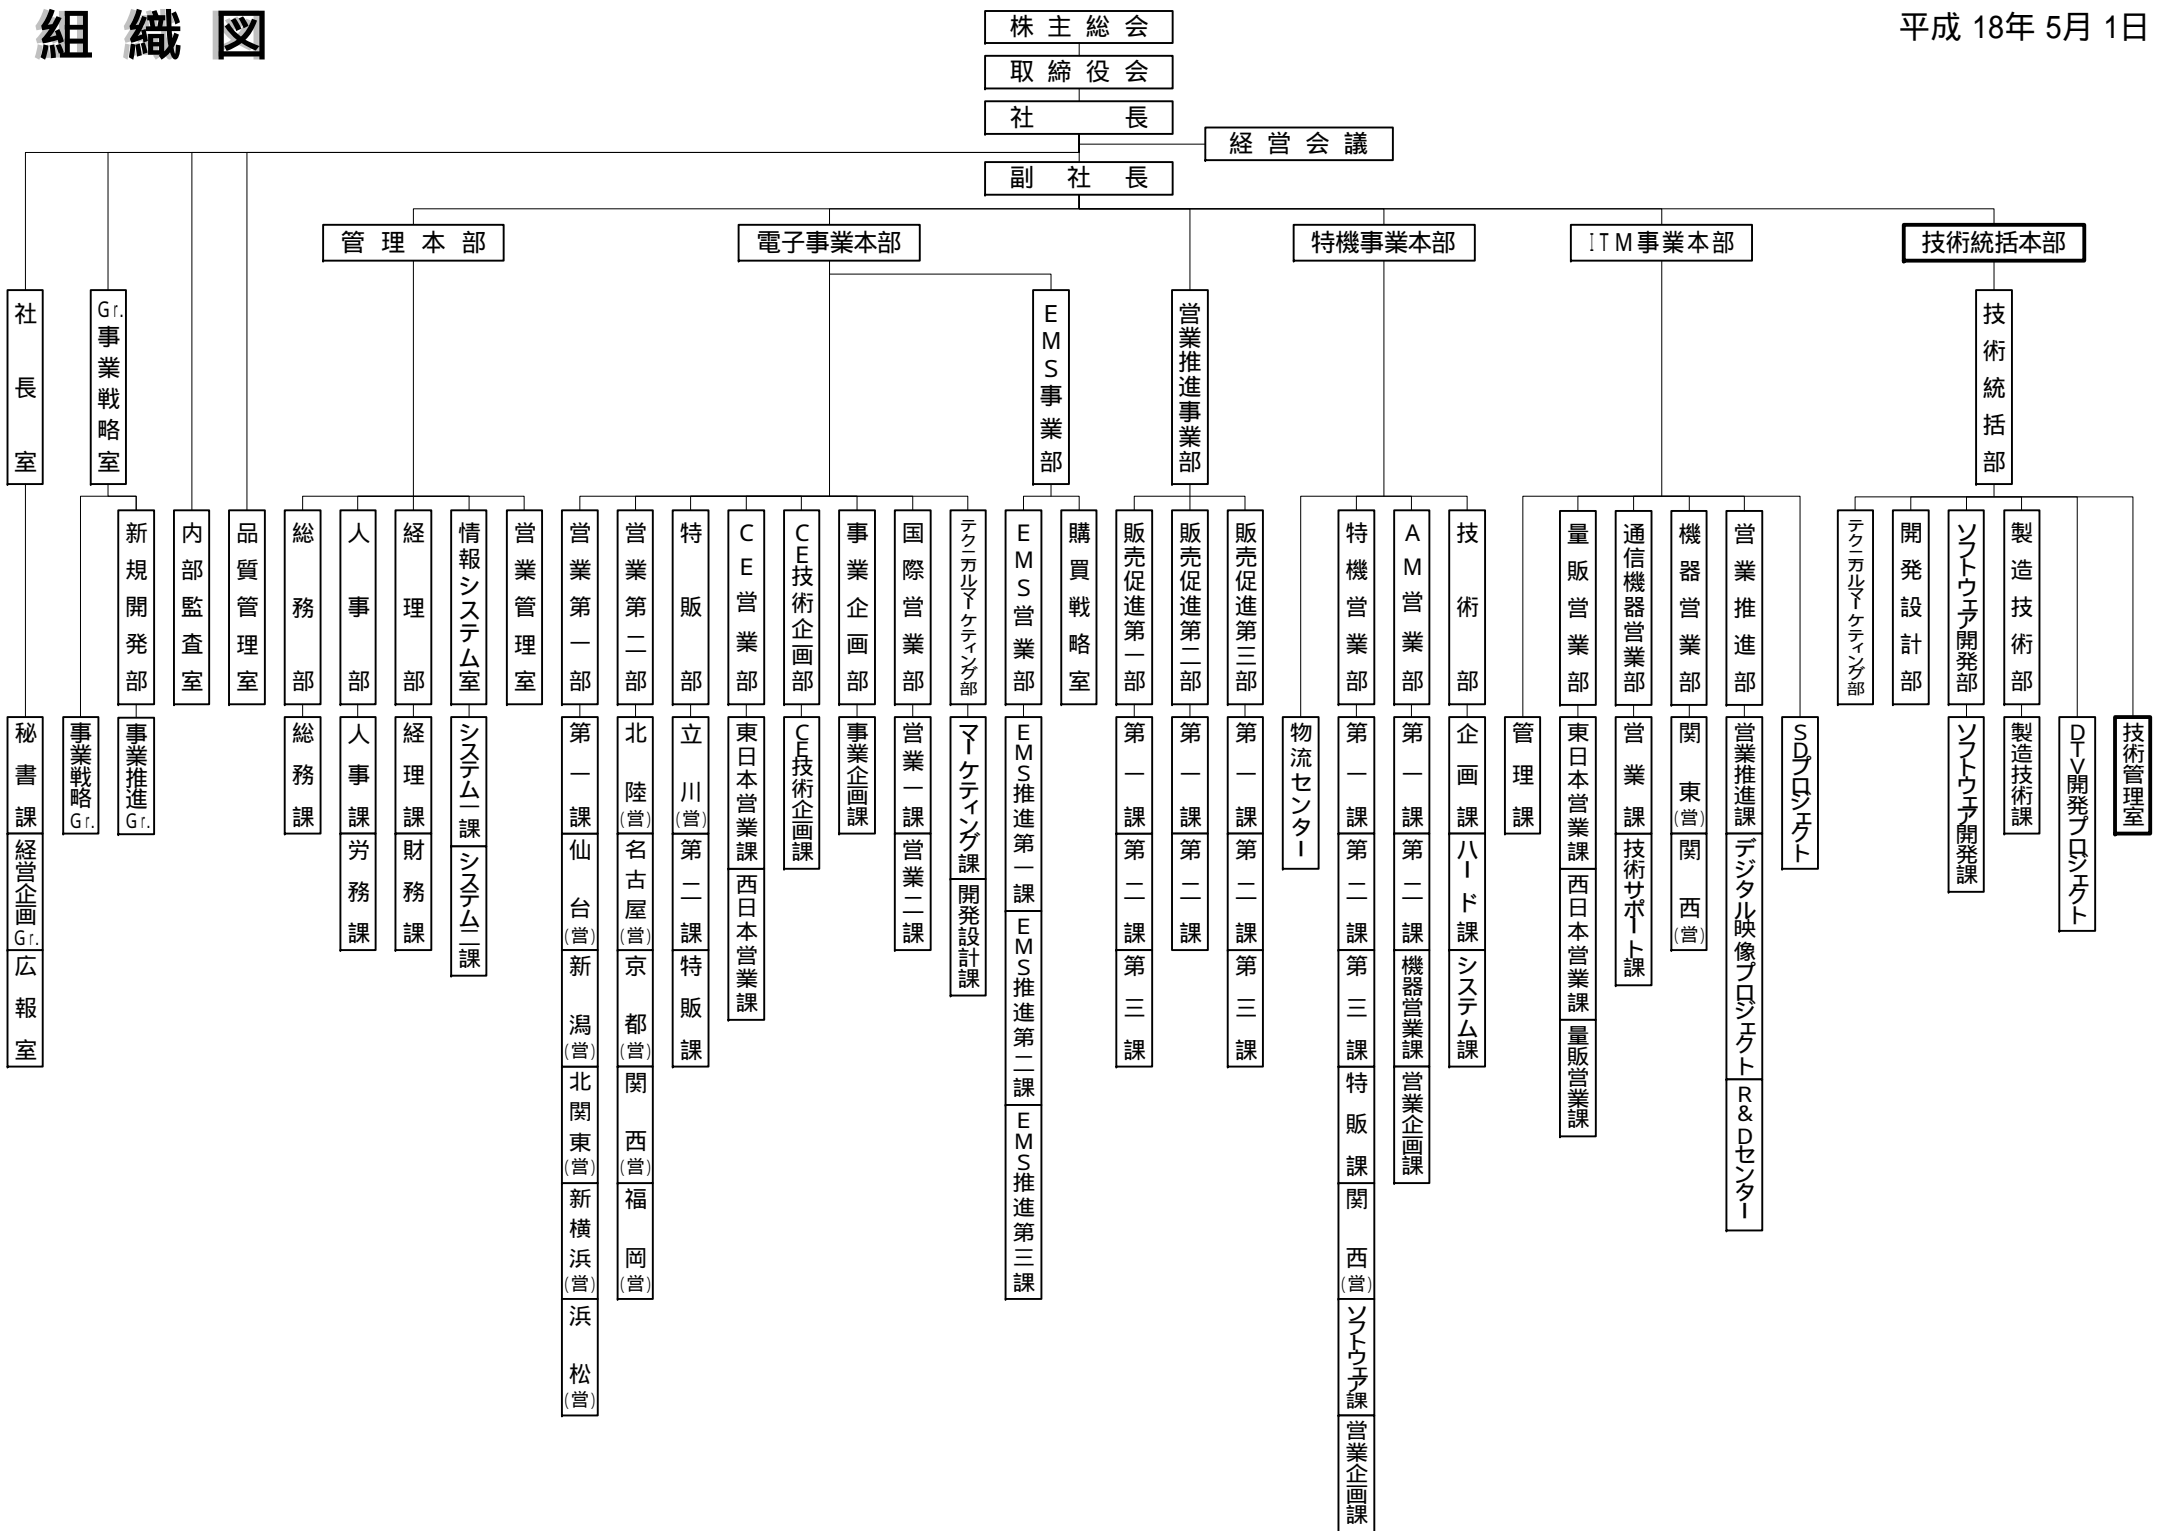 組織図
平成 18年 5月 1日
株主総会
取締役会
社長
経営会議
副社長
管理本部
電子事業本部
特機事業本部
ITM事業本部
技術統括本部
社長室
Gr.事業戦略室
EMS事業部
営業推進事業部
技術統括部
新規開発部
内部監査室
品質管理室
総務部
人事部
経理部
情報システム室
営業管理室
営業第一部
営業第二部
特販部
CE営業部
CE技術企画部
事業企画部
国際営業部
テクニカルマーケティング部
EMS営業部
購買戦略室
販売促進第一部
販売促進第二部
販売促進第三部
特機営業部
AM営業部
技術部
量販営業部
通信機器営業部
機器営業部
営業推進部
テクニカルマーケティング部
開発設計部
ソフトウェア開発部
製造技術部
秘書課
経営企画Gr.
広報室
事業戦略Gr.
事業推進Gr.
総務課
人事課
労務課
経理課
財務課
システム一課
システム二課
第一課
仙台(営)
新潟(営)
北関東(営)
新横浜(営)
浜松(営)
北陸(営)
名古屋(営)
京都(営)
関西(営)
福岡(営)
立川(営)
第二課
特販課
東日本営業課
西日本営業課
CE技術企画課
事業企画課
営業一課
営業二課
マーケティング課
開発設計課
EMS推進第一課
EMS推進第二課
EMS推進第三課
第一課
第二課
第三課
第一課
第二課
第一課
第二課
第三課
物流センター
第一課
第二課
第三課
特販課
関西(営)
ソフトウェア課
営業企画課
第一課
第二課
機器営業課
営業企画課
企画課
ハード課
システム課
管理課
東日本営業課
西日本営業課
量販営業課
営業課
技術サポート課
関東(営)
関西(営)
営業推進課
デジタル映像プロジェクト
R&Dセンター
SDプロジェクト
ソフトウェア開発課
製造技術課
DTV開発プロジェクト
技術管理室